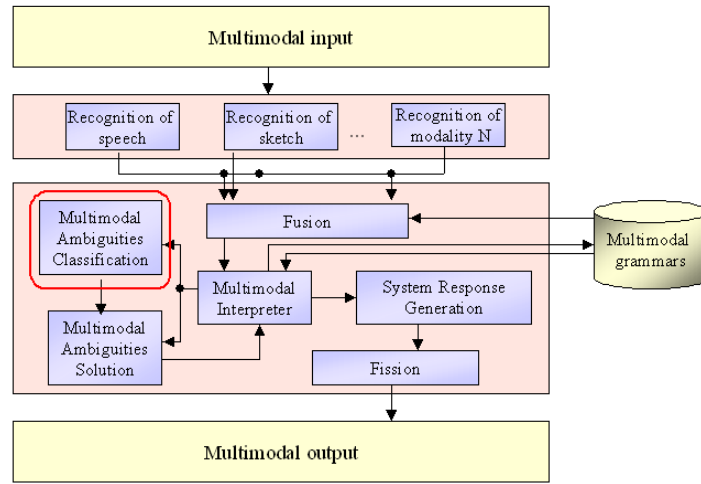 Multimodal input
Recognition of
speech
Recognition of
sketch
...
Recognition of
modality N
Multimodal
Ambiguities
Classification
Fusion
Multimodal
grammars
Multimodal
Interpreter
System Response
Generation
Multimodal
Ambiguities
Solution
Fission
Multimodal output